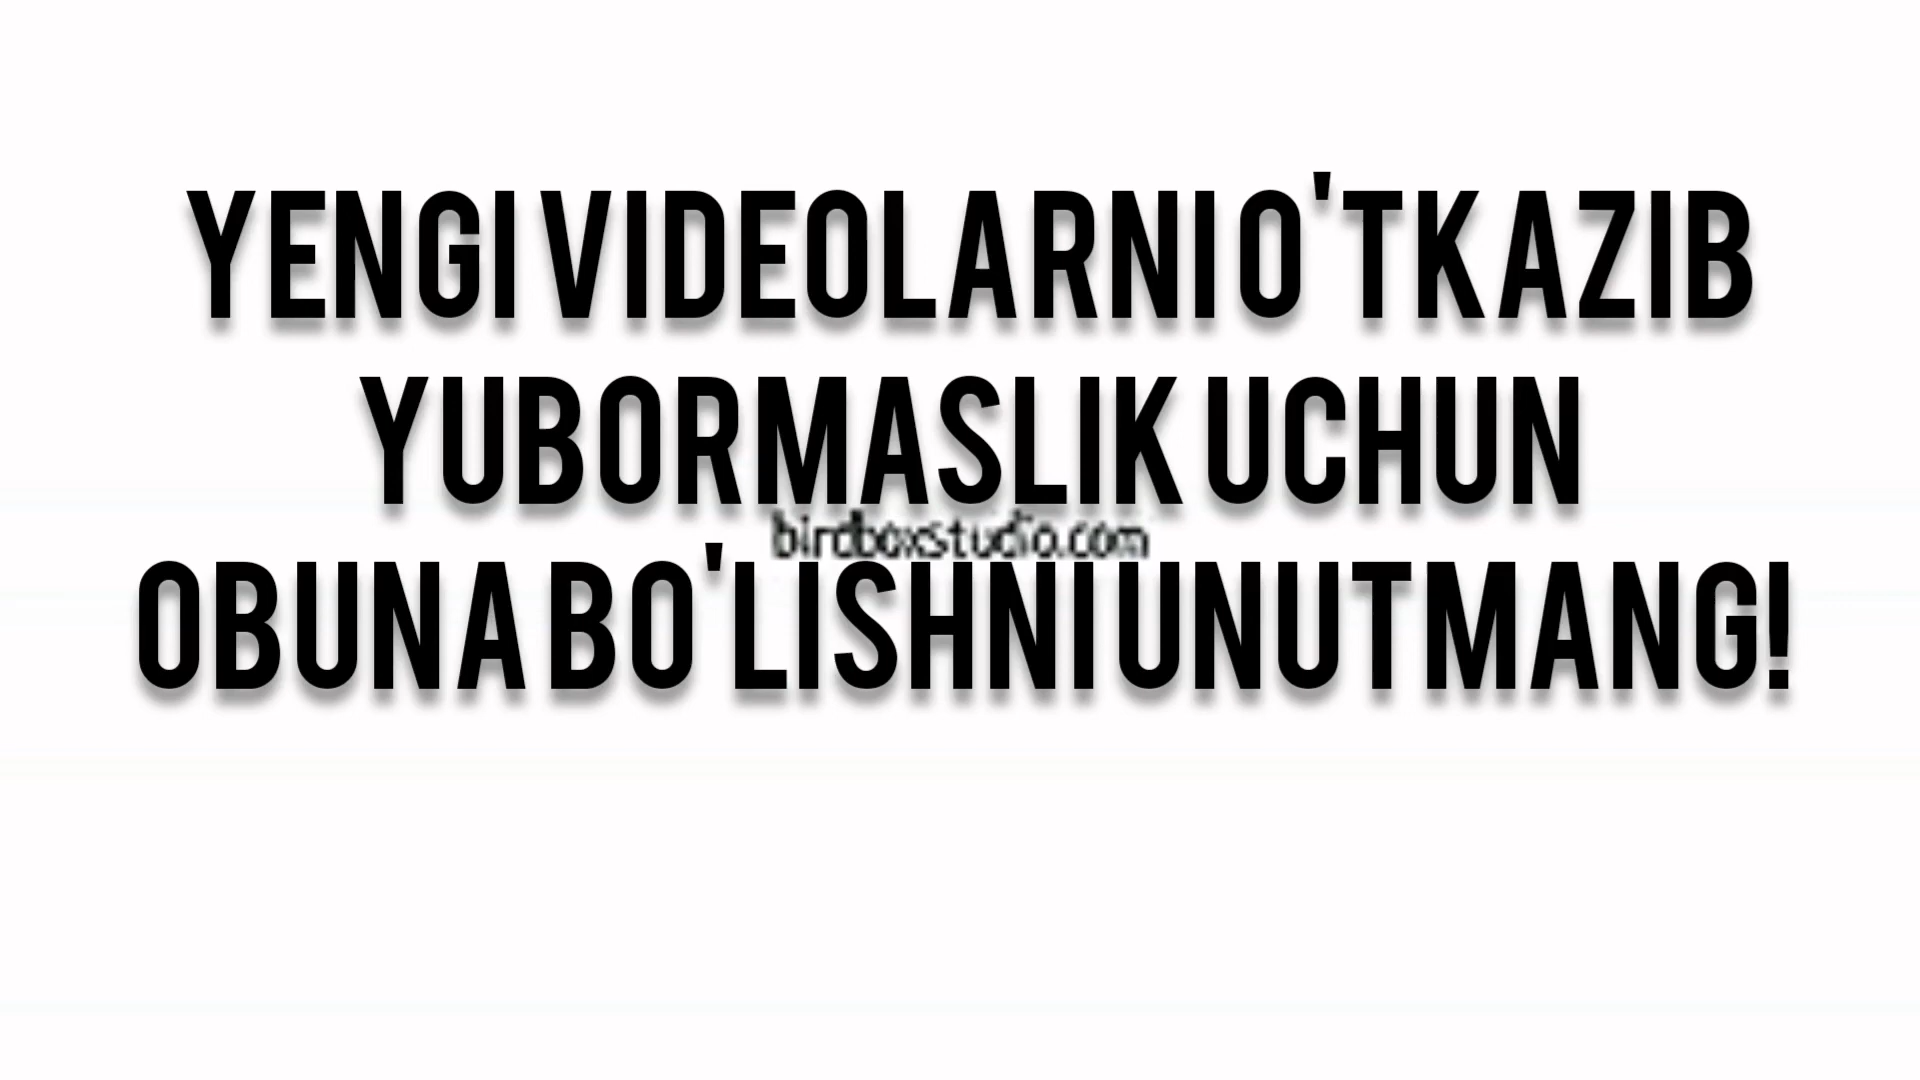 YENGI VIDEOLARNI O'TKAZIB
YUBORMASLIK UCHUN
birdboxstudio.com
OBUNA BO'LISHNI UNUTMANG!